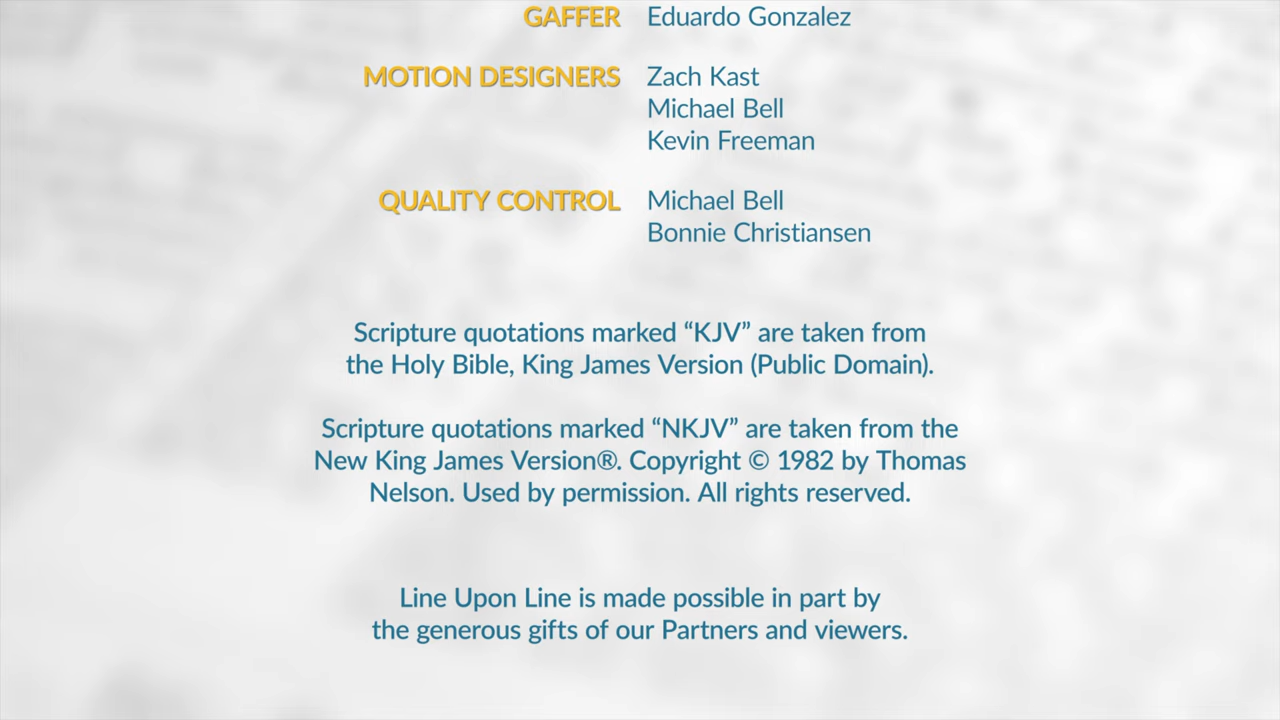 GAFFER Eduardo Gonzalez
MOTION DESIGNERS Zach Kast
Michael Bell
Kevin Freeman
QUALITY CONTROL Michael Bell
Bonnie Christiansen
Scripture quotations marked “KJV” are taken from
the Holy Bible, King James Version (Public Domain).
Scripture quotations marked “NKJV” are taken from the
New King James Version®. Copyright © 1982 by Thomas
Nelson. Used by permission. All rights reserved.
Line Upon Line is made possible in part by
the generous gifts of our Partners and viewers.